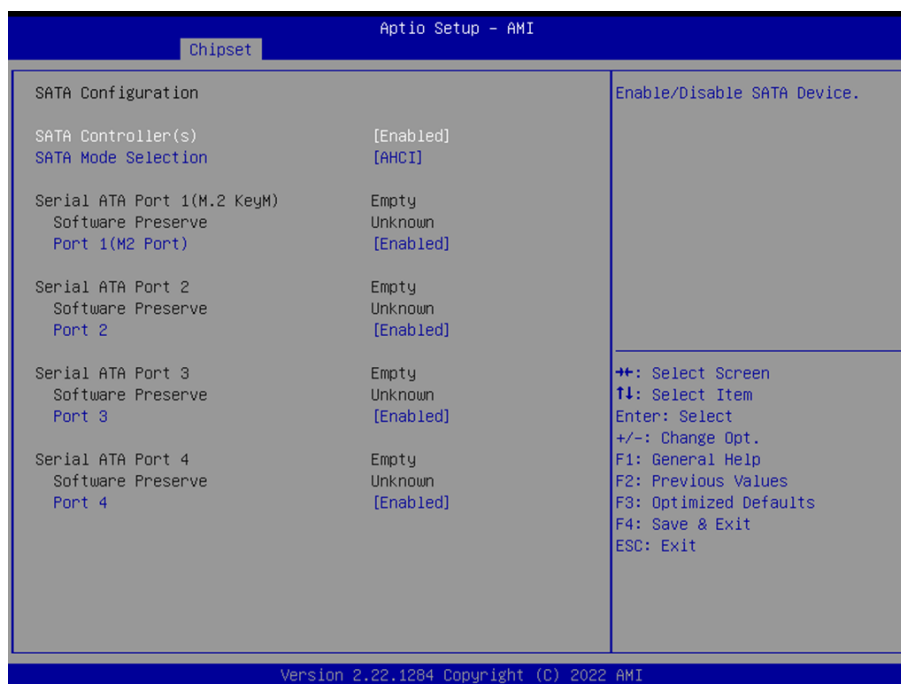 Aptio Setup – AMI
Chipset
SATA Configuration
SATA Controller(s) [Enabled]
SATA Mode Selection [AHCI]
Serial ATA Port 1(M.2 KeyM) Empty
Software Preserve Unknown
Port 1(M2 Port) [Enabled]
Serial ATA Port 2 Empty
Software Preserve Unknown
Port 2 [Enabled]
Serial ATA Port 3 Empty
Software Preserve Unknown
Port 3 [Enabled]
Serial ATA Port 4 Empty
Software Preserve Unknown
Port 4 [Enabled]
Enable/Disable SATA Device.
→←: Select Screen
↑↓: Select Item
Enter: Select
+/-: Change Opt.
F1: General Help
F2: Previous Values
F3: Optimized Defaults
F4: Save & Exit
ESC: Exit
Version 2.22.1284 Copyright (C) 2022 AMI